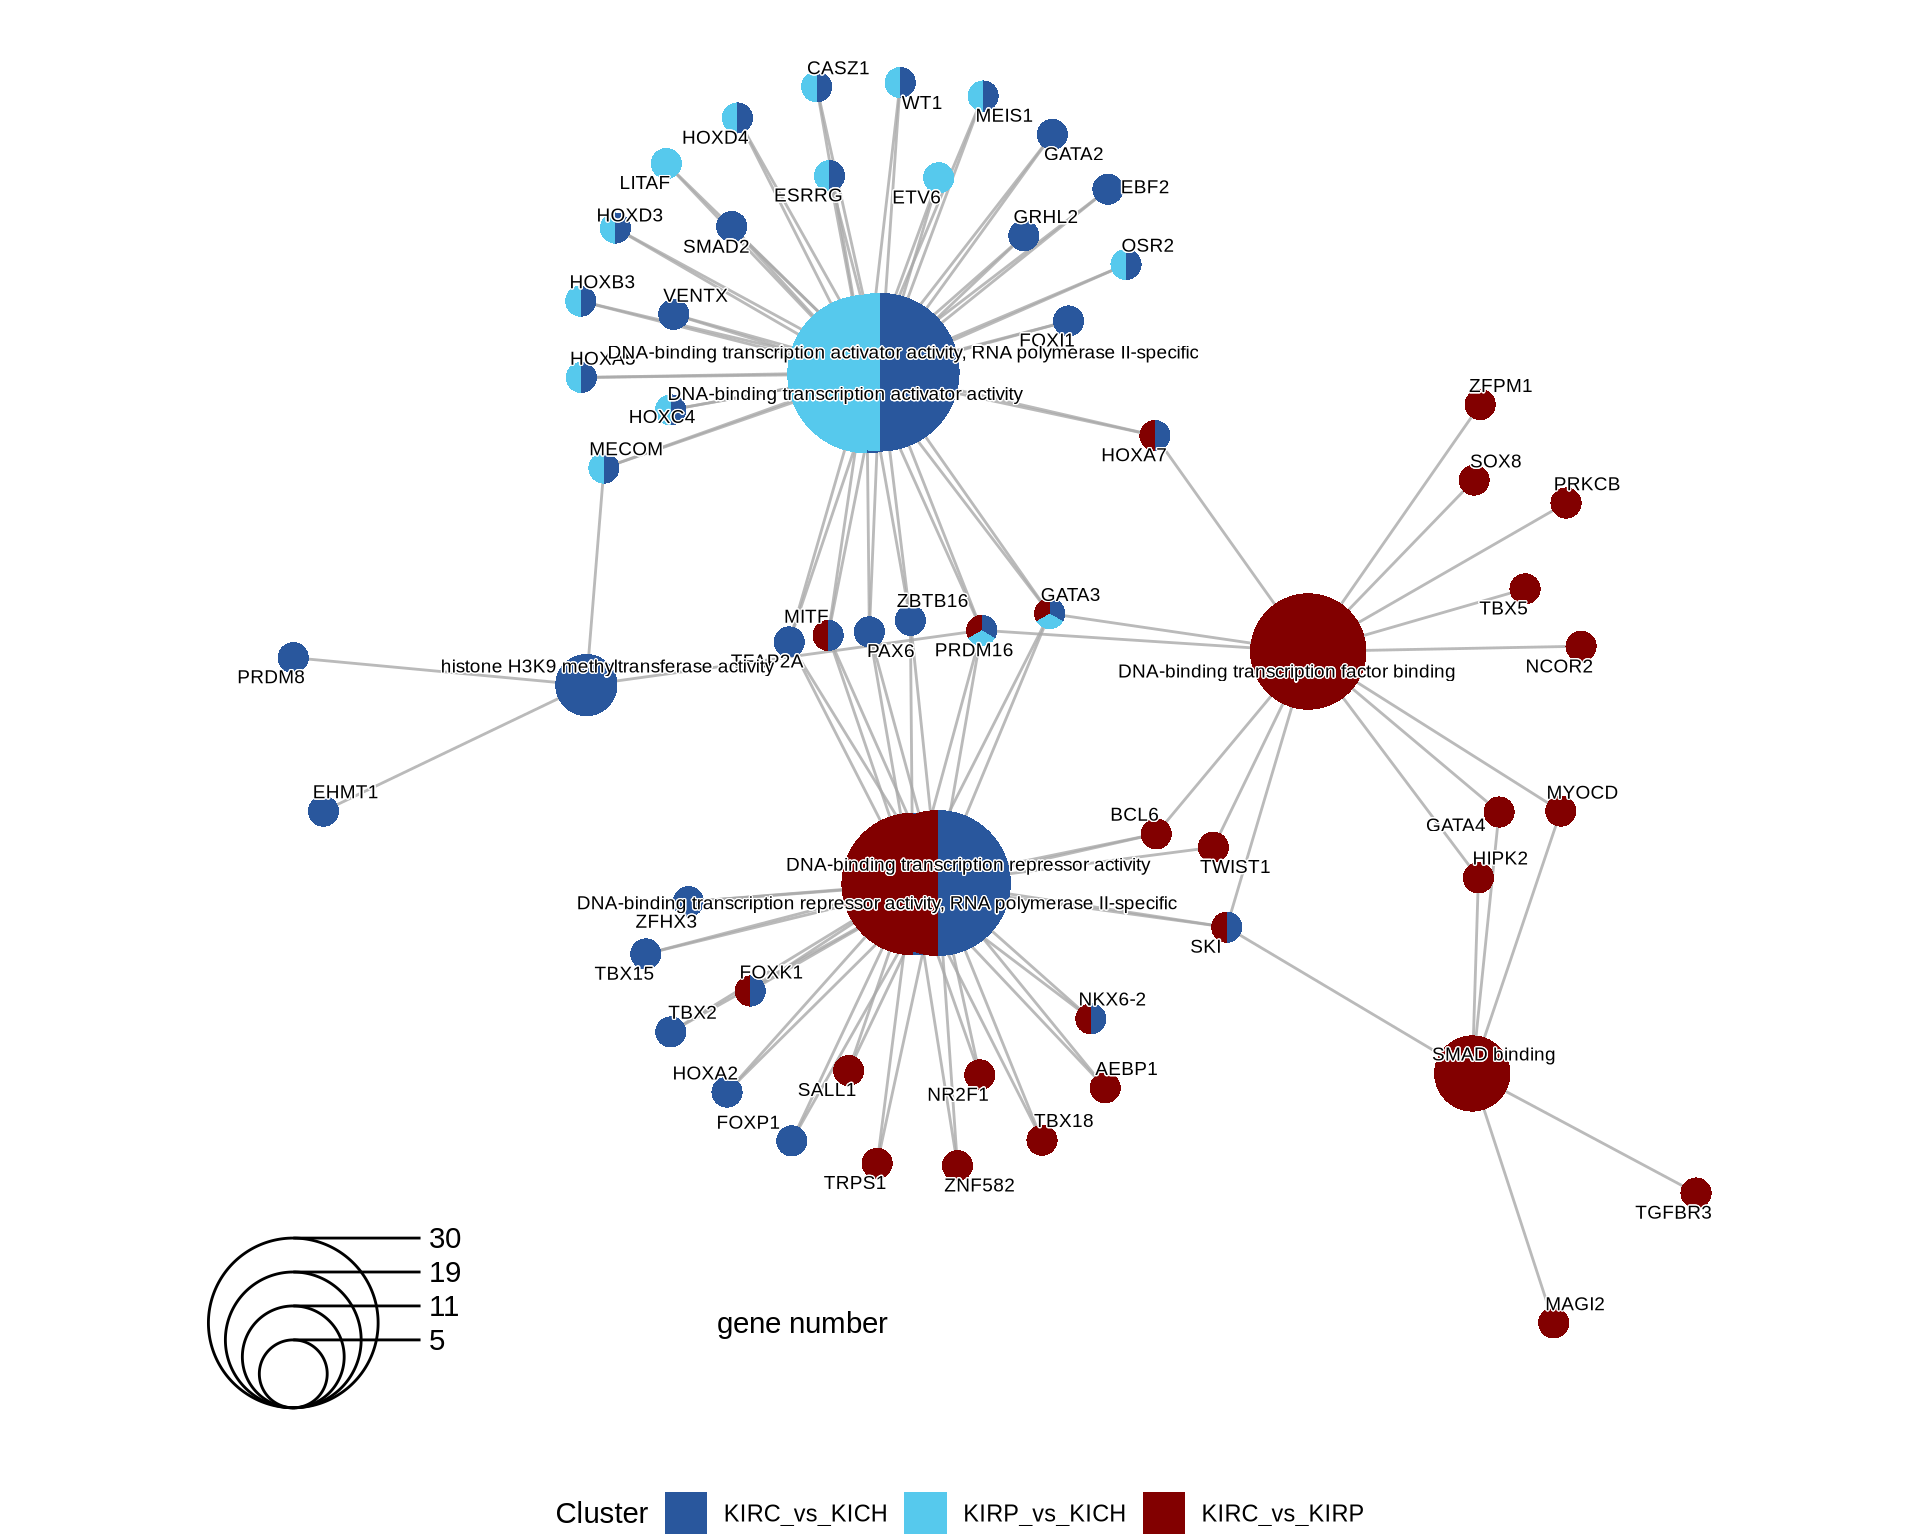 CASZ1
WT1
MEIS1
HOXD4
GATA2
LITAF
ESRRG
ETV6
EBF2
HOXD3
GRHL2
SMAD2
OSR2
HOXB3
VENTX
FOXI1
DNA-binding transcription activator activity, RNA polymerase II-specific
HOXA5
DNA-binding transcription activator activity
HOXC4
MECOM
HOXA7
ZFPM1
SOX8
PRKCB
TBX5
NCOR2
MITF
ZBTB16
GATA3
TFAP2A
PAX6
PRDM16
histone H3K9 methyltransferase activity
PRDM8
DNA-binding transcription factor binding
EHMT1
BCL6
TWIST1
MYOCD
GATA4
HIPK2
DNA-binding transcription repressor activity
DNA-binding transcription repressor activity, RNA polymerase II-specific
ZFHX3
SKI
TBX15
FOXK1
TBX2
NKX6-2
SMAD binding
HOXA2
SALL1
NR2F1
AEBP1
FOXP1
TBX18
TRPS1
ZNF582
TGFBR3
MAGI2
30
19
11
5
gene number
Cluster
KIRC_vs_KICH
KIRP_vs_KICH
KIRC_vs_KIRP